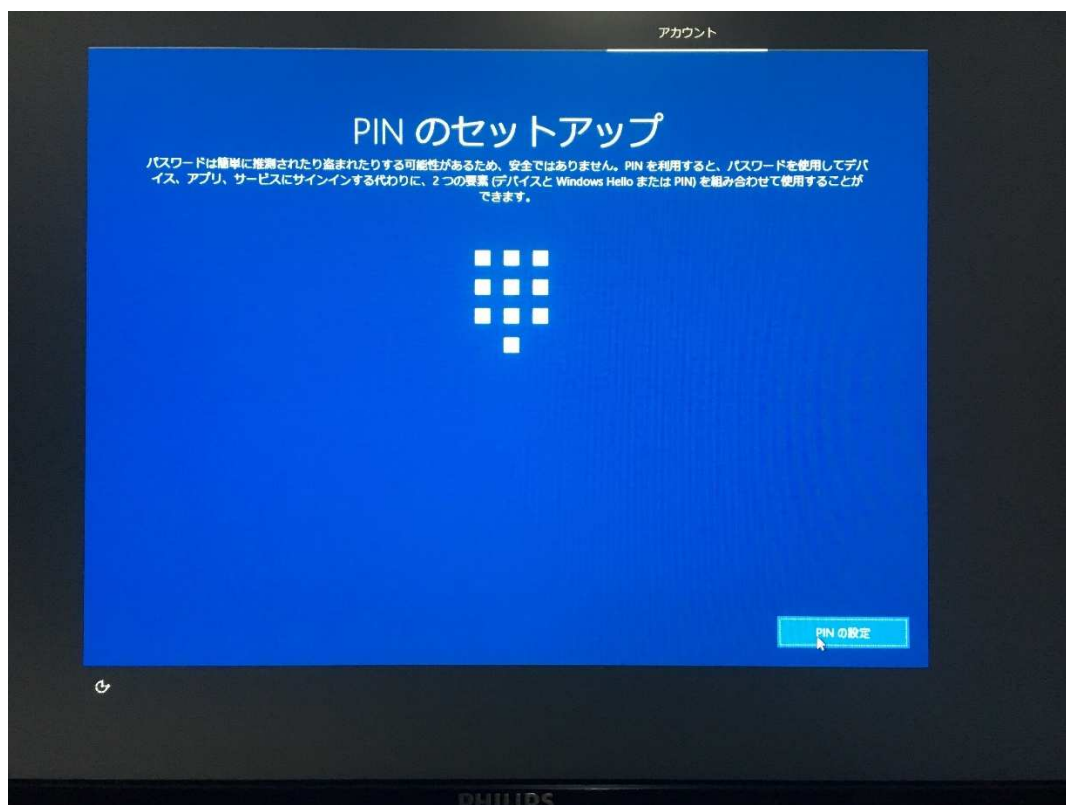 アカウント
PIN のセットアップ
パスワードは簡単に推測されたり盗まれたりする可能性があるため、安全ではありません。PIN を利用すると、パスワードを使用してデバ
イス、アプリ、サービスにサインインする代わりに、2 つの要素 (デバイスと Windows Hello または PIN) を組み合わせて使用することが
できます。
PIN の設定
PHILIPS